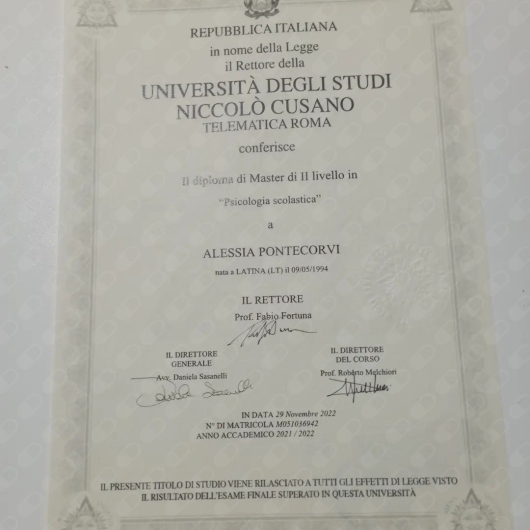 REPUBBLICA ITALIANA
in nome della Legge
il Rettore della
UNIVERSITÀ DEGLI STUDI
NICCOLÒ CUSANO
TELEMATICA ROMA
conferisce
Il diploma di Master di II livello in
“Psicologia scolastica”
a
ALESSIA PONTECORVI
nata a LATINA (LT) il 09/05/1994
IL RETTORE
Prof. Fabio Fortuna
IL DIRETTORE
GENERALE
Avv. Daniela Sasanelli
IL DIRETTORE
DEL CORSO
Prof. Roberto Melchiori
IN DATA 29 Novembre 2022
N° DI MATRICOLA M051036942
ANNO ACCADEMICO 2021 / 2022
IL PRESENTE TITOLO DI STUDIO VIENE RILASCIATO A TUTTI GLI EFFETTI DI LEGGE VISTO
IL RISULTATO DELL'ESAME FINALE SUPERATO IN QUESTA UNIVERSITÀ